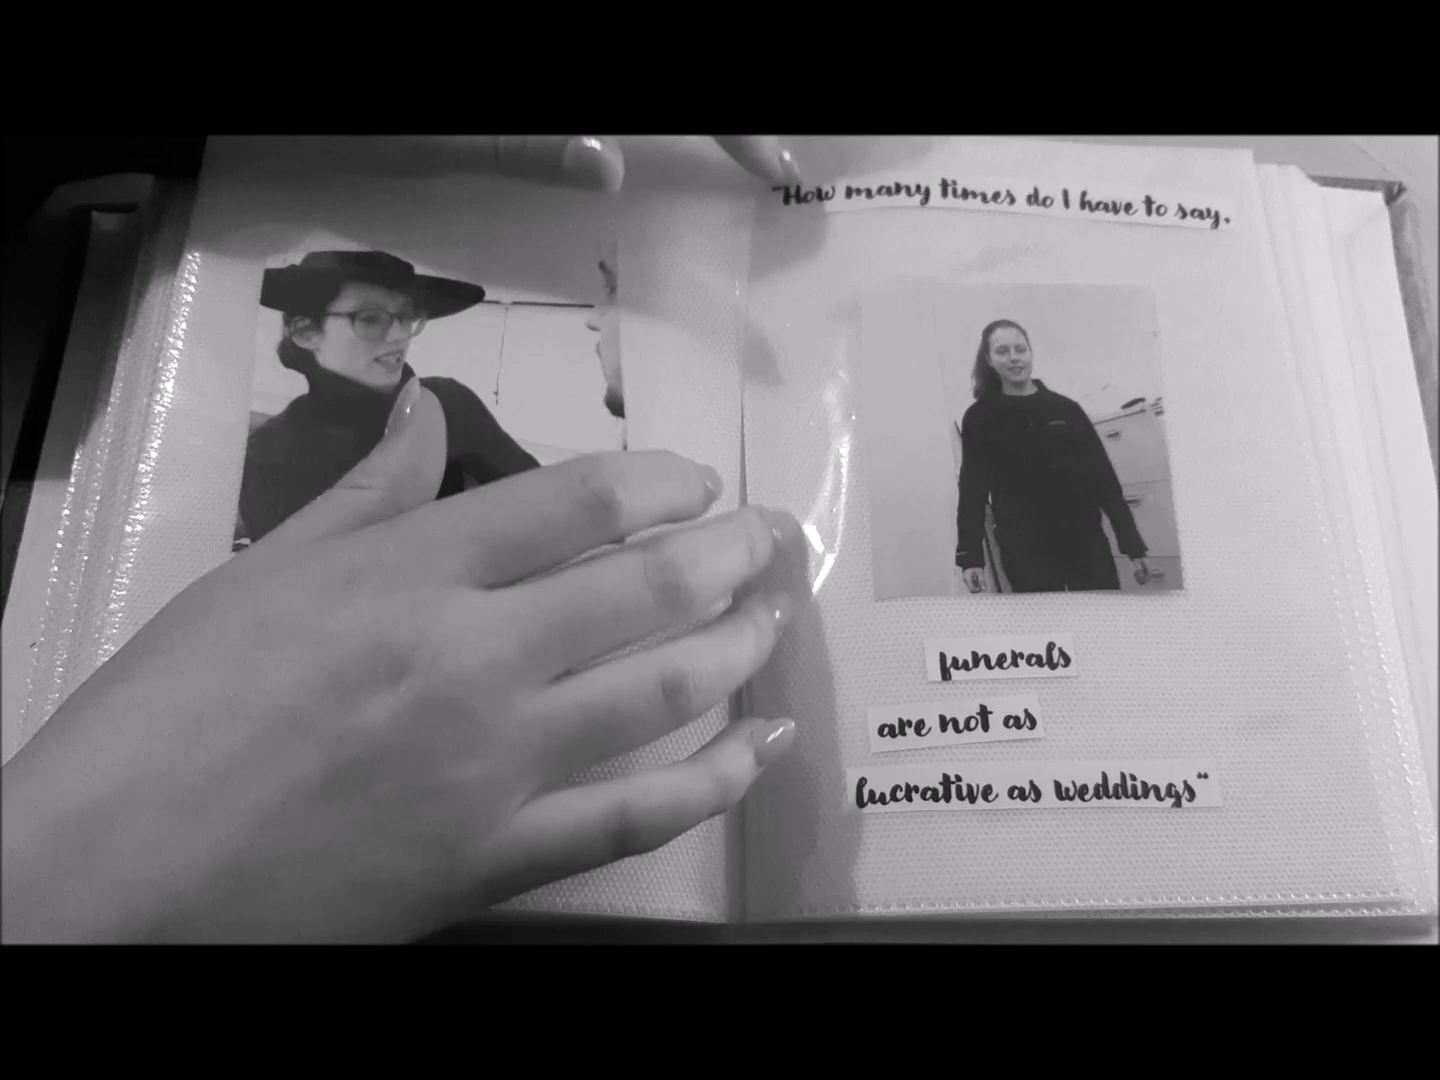 "How many times do I have to say,
funerals
are not as
lucrative as weddings"